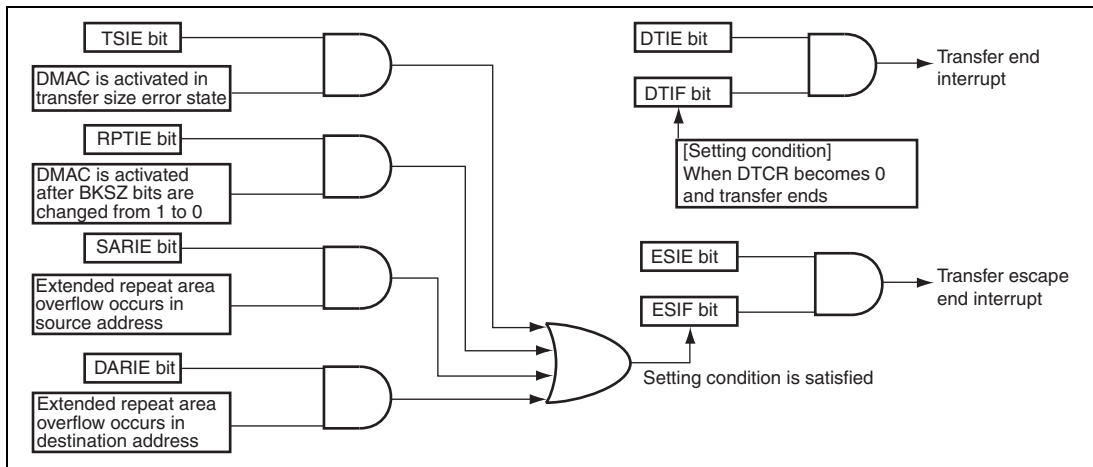 TSIE bit
DMAC is activated in
transfer size error state
RPTIE bit
DMAC is activated
after BKSZ bits are
changed from 1 to 0
SARIE bit
Extended repeat area
overflow occurs in
source address
DARIE bit
Extended repeat area
overflow occurs in
destination address
Setting condition is satisfied
DTIE bit
DTIF bit
[Setting condition]
When DTCR becomes 0
and transfer ends
Transfer end
interrupt
ESIE bit
ESIF bit
Transfer escape
end interrupt